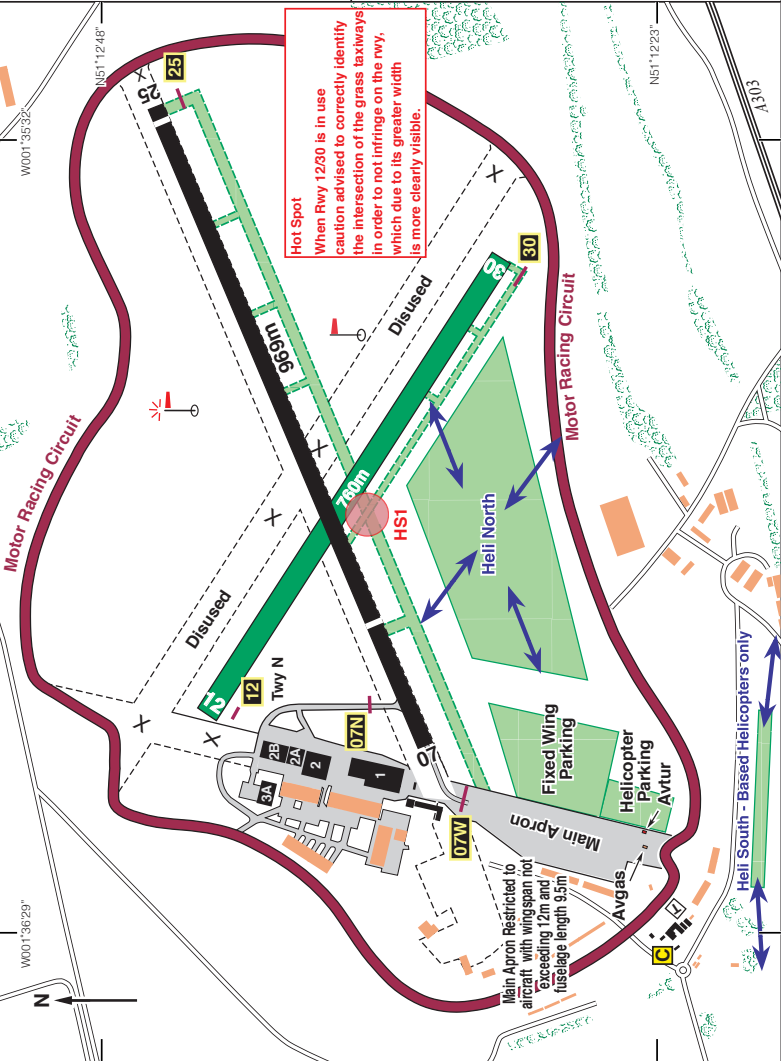 W001°35'32"
W001°36'29"
N51°12'48"
N51°12'23"
N
A303
Motor Racing Circuit
Motor Racing Circuit
Hot Spot
When Rwy 12/30 is in use
caution advised to correctly identify
the intersection of the grass taxiways
in order to not infringe on the rwy,
which due to its greater width
is more clearly visible.
25
25
X
X
969m
Disused
30
30
X
X
760m
HS1
Disused
12
12
Twy N
X
X
07N
07
07W
2B
2A
2
3A
1
Heli North
Fixed Wing
Parking
Helicopter
Parking
Avtur
Avgas
Main Apron
Main Apron Restricted to
aircraft with wingspan not
exceeding 12m and
fuselage length 9.5m
C
T
Heli South - Based Helicopters only